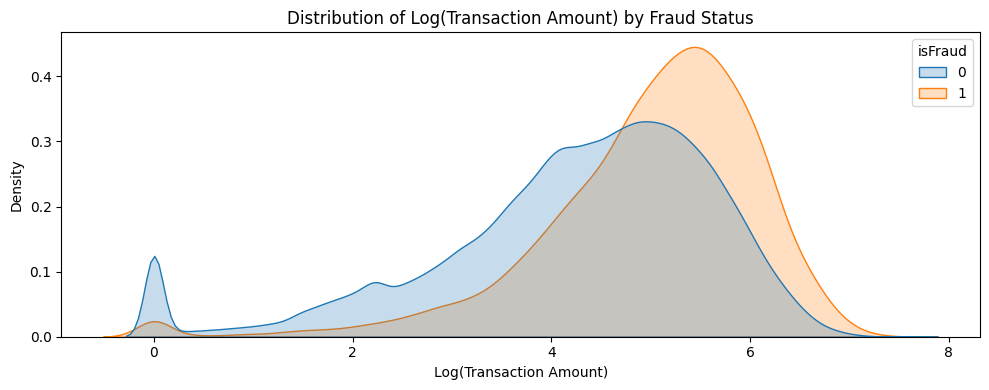 Distribution of Log(Transaction Amount) by Fraud Status
isFraud
0
1
Density
0.4
0.3
0.2
0.1
0.0
0 2 4 6 8
Log(Transaction Amount)